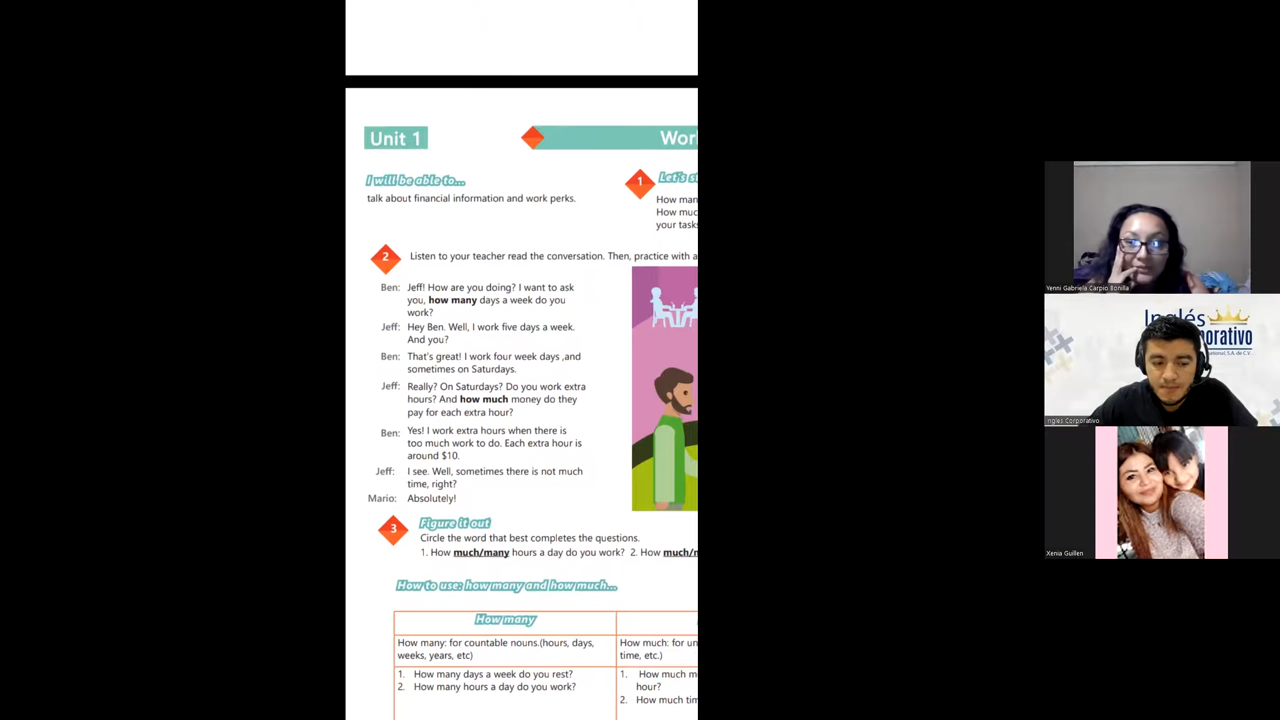 Unit 1
I will be able to...
talk about financial information and work perks.
1
How
your
2
Listen to your teacher read the conversation. Then, practice with
Ben: Jeff! How are you doing? I want to ask
you, how many days a week do you
work?
Jeff: Hey Ben. Well, I work five days a week.
And you?
Ben: That's great! I work four week days ,and
sometimes on Saturdays.
Jeff: Really? On Saturdays? Do you work extra
hours? And how much money do they
pay for each extra hour?
Ben: Yes! I work extra hours when there is
too much work to do. Each extra hour is
around $10.
Jeff: I see. Well, sometimes there is not much
time, right?
Mario: Absolutely!
3
Figure it out
Circle the word that best completes the questions.
1. How much/many hours a day do you work? 2. How
How to use: how many and how much...
How many
How many: for countable nouns.(hours, days,
weeks, years, etc)
How much: for
time, etc.)
1. How many days a week do you rest?
2. How many hours a day do you work?
1. How much
hour?
2. How much
Yenni Gabriela Carpio Bonilla
Inglés
Ingles Corporativo
Xenia Guillen